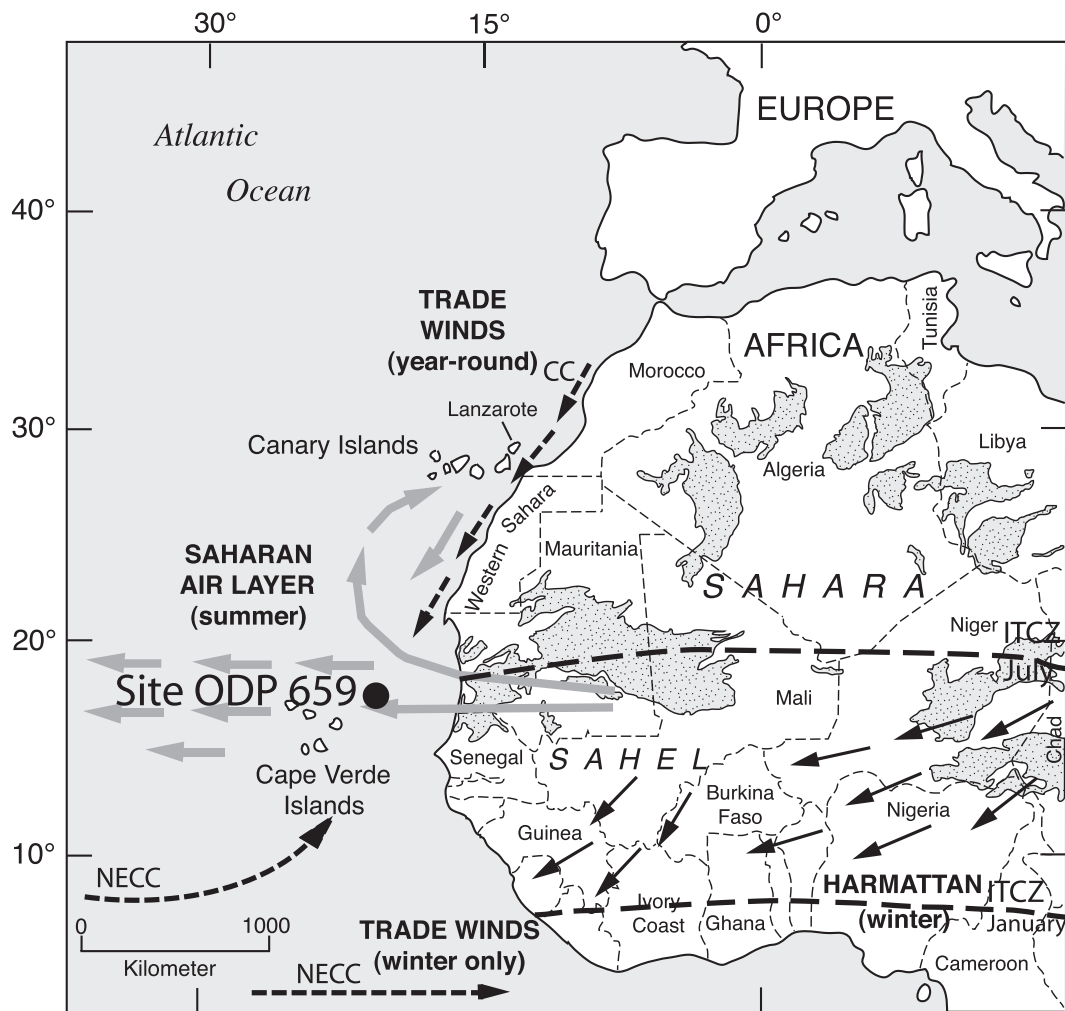 30°
15°
0°
Atlantic
Ocean
EUROPE
40°
TRADE
WINDS
(year-round)
CC
Tunisia
AFRICA
Morocco
Lanzarote
30°
Canary Islands
Libya
Algeria
Western Sahara
Mauritania
SAHARAN
AIR LAYER
(summer)
SAHARA
20°
Niger
ITCZ
July
Site ODP 659
Mali
Chad
Senegal
SAHEL
Cape Verde
Islands
Burkina
Faso
Nigeria
Guinea
10°
NECC
HARMATTAN
(winter)
ITCZ
January
Ivory
Coast
Ghana
0
1000
Kilometer
TRADE WINDS
(winter only)
NECC
Cameroon